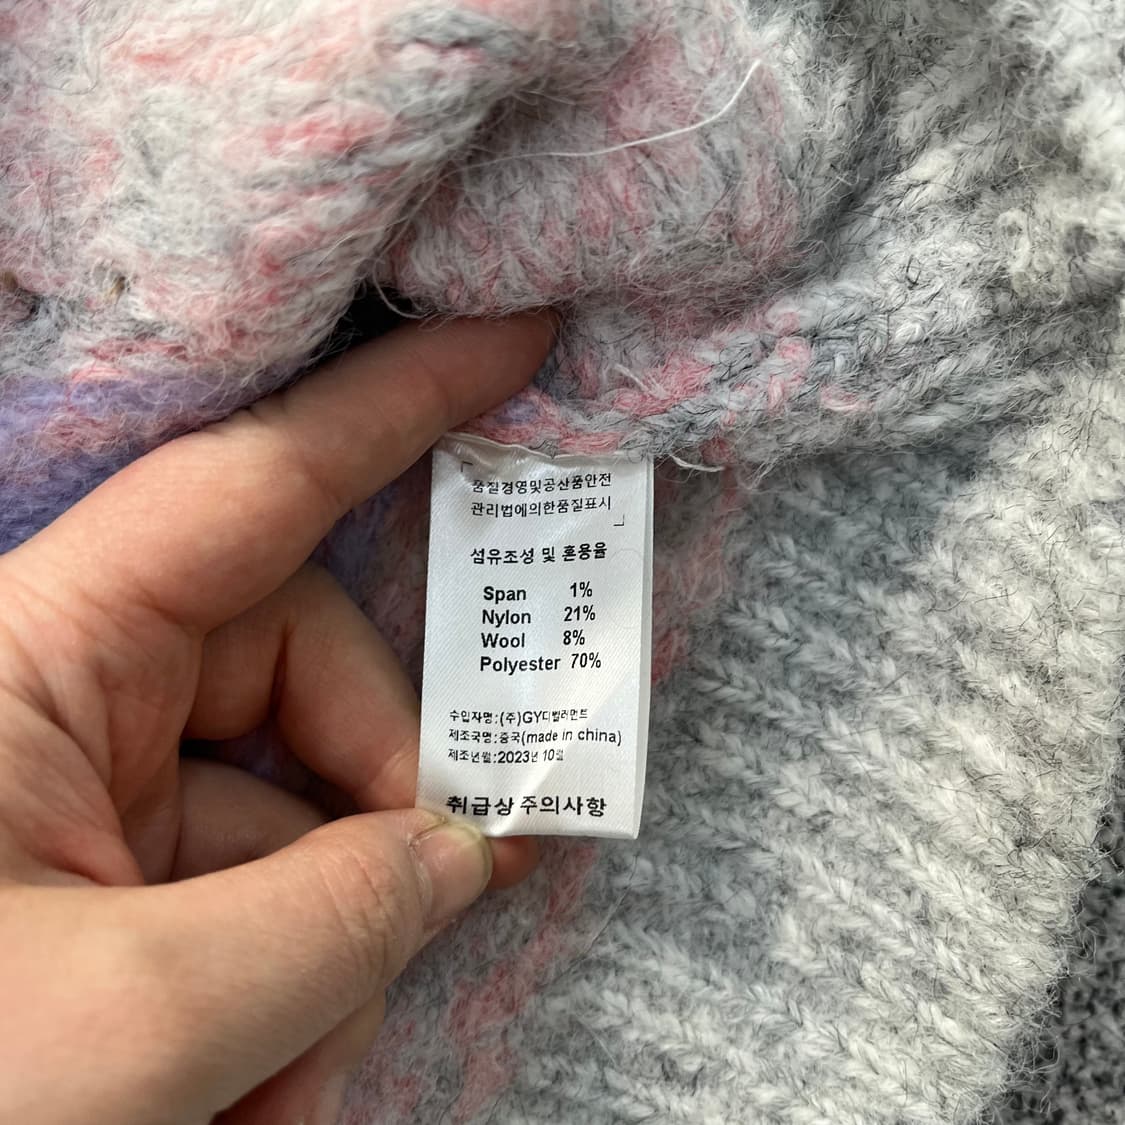 「품질경영및공산품안전
관리법에의한품질표시」
섬유조성 및 혼용율
Span 1%
Nylon 21%
Wool 8%
Polyester 70%
수입자명:(주)GY디벨러먼트
제조국명:중국(made in china)
제조년월:2023년 10월
취급상 주의사항